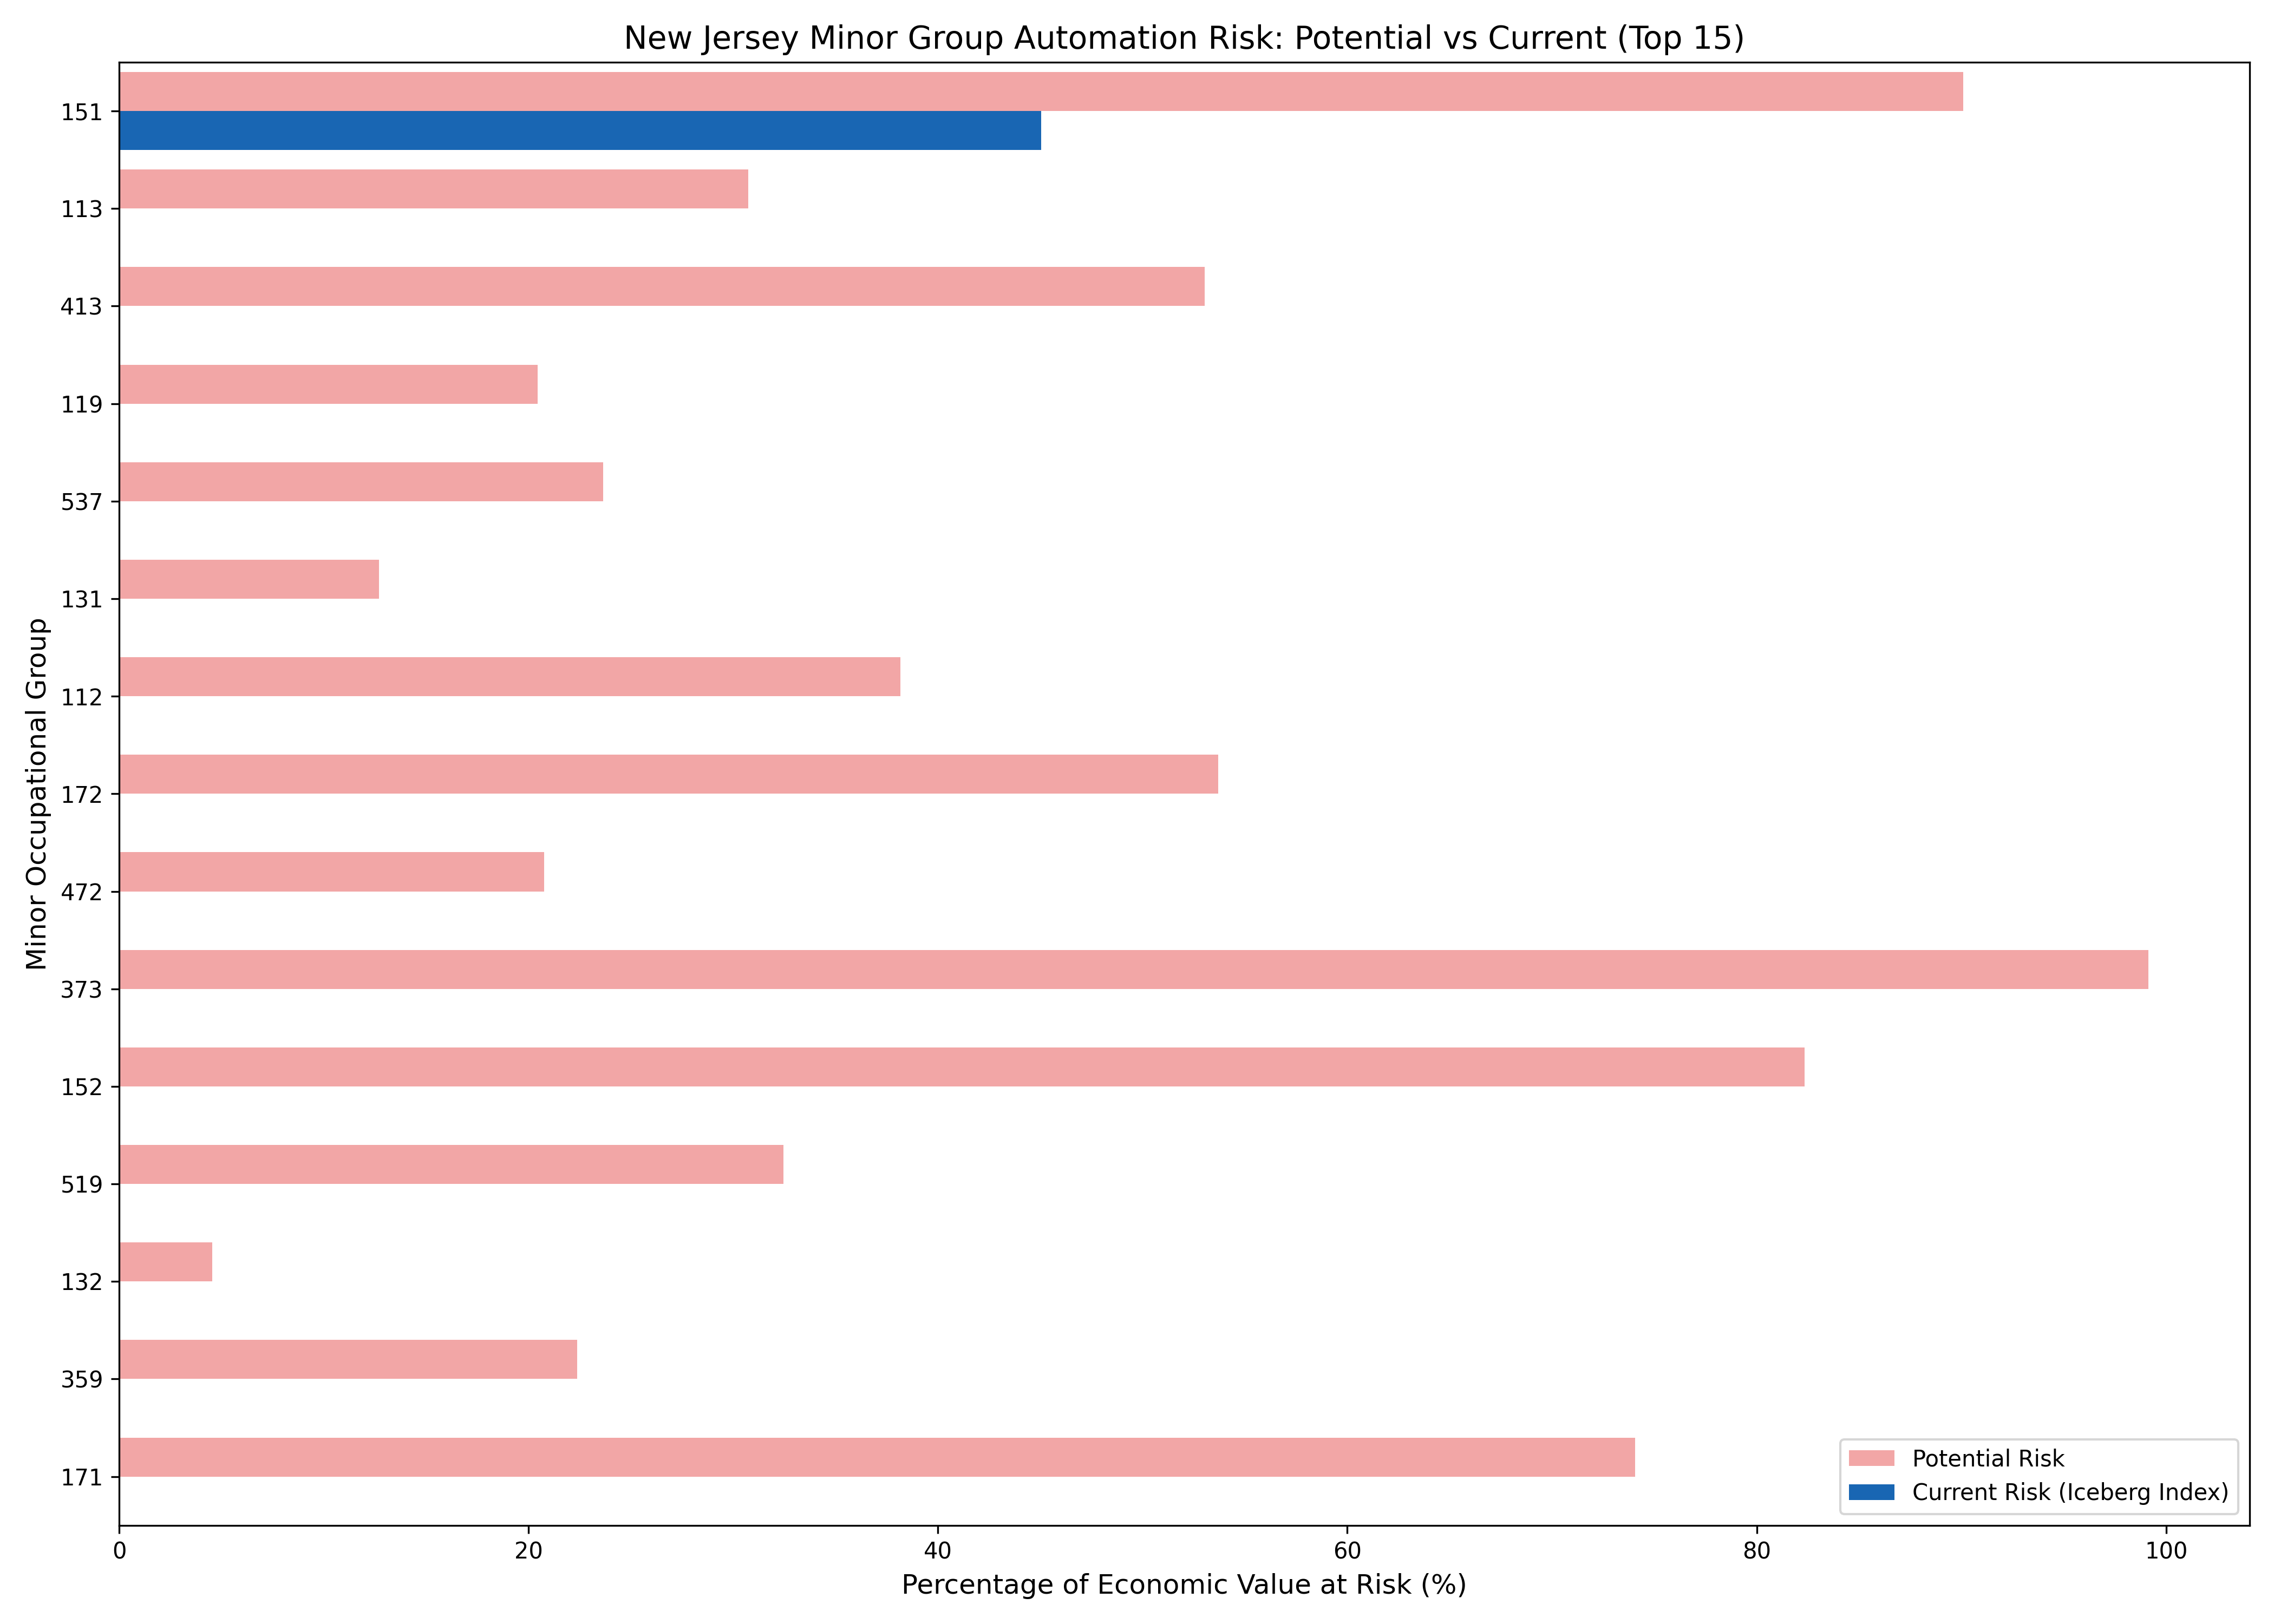 New Jersey Minor Group Automation Risk: Potential vs Current (Top 15)
Minor Occupational Group
151
113
413
119
537
131
112
172
472
373
152
519
132
359
171
Potential Risk
Current Risk (Iceberg Index)
0 20 40 60 80 100
Percentage of Economic Value at Risk (%)